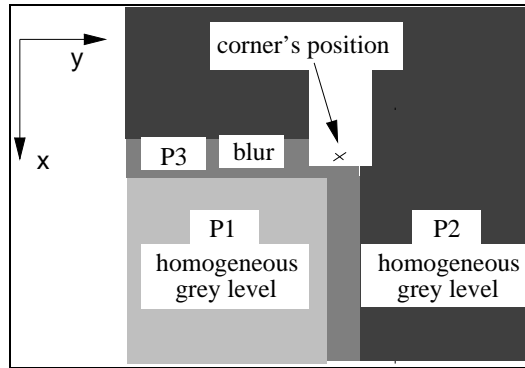 corner's position
y
x
P3
blur
P1
homogeneous
grey level
P2
homogeneous
grey level